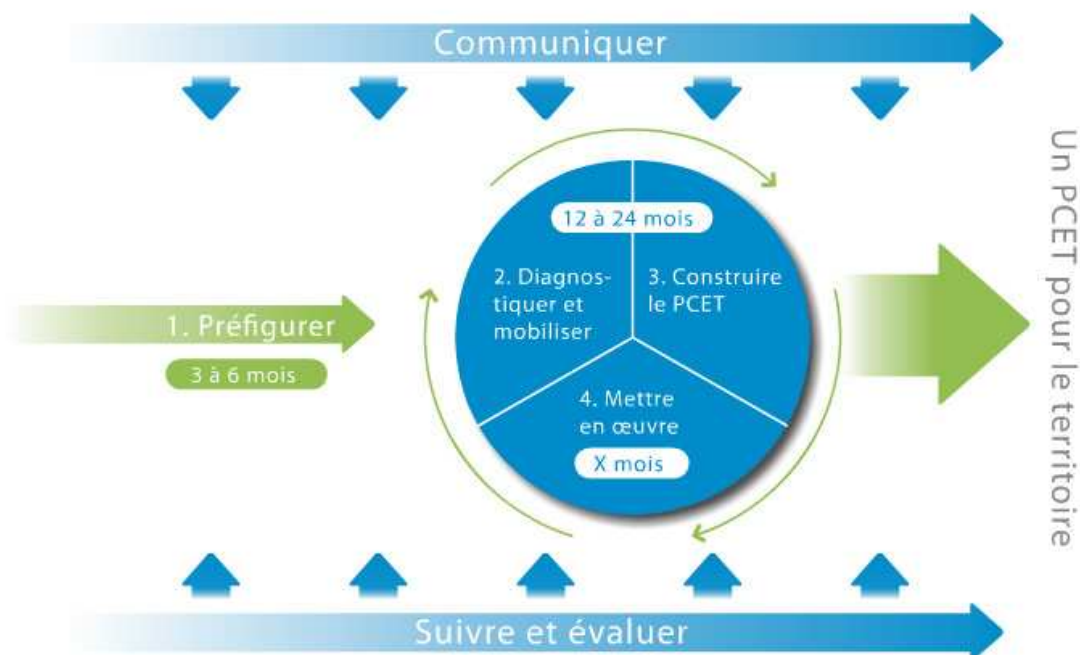 Communiquer
12 à 24 mois
2. Diagnos-
tiquer et
mobiliser
3. Construire
le PCET
1. Préfigurer
3 à 6 mois
4. Mettre
en œuvre
X mois
Un PCET pour le territoire
Suivre et évaluer